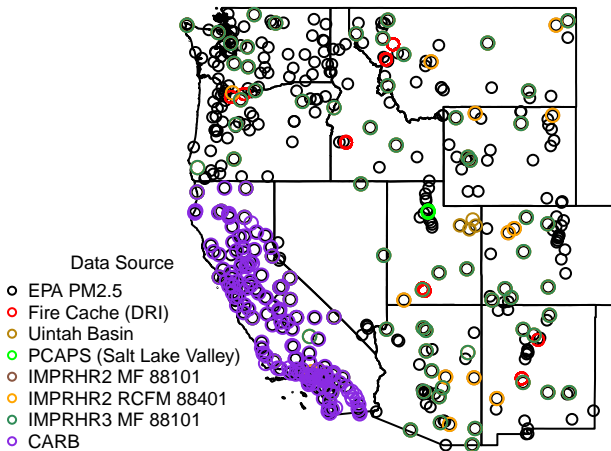 Data Source
EPA PM2.5
Fire Cache (DRI)
Uintah Basin
PCAPS (Salt Lake Valley)
IMPRHR2 MF 88101
IMPRHR2 RCFM 88401
IMPRHR3 MF 88101
CARB